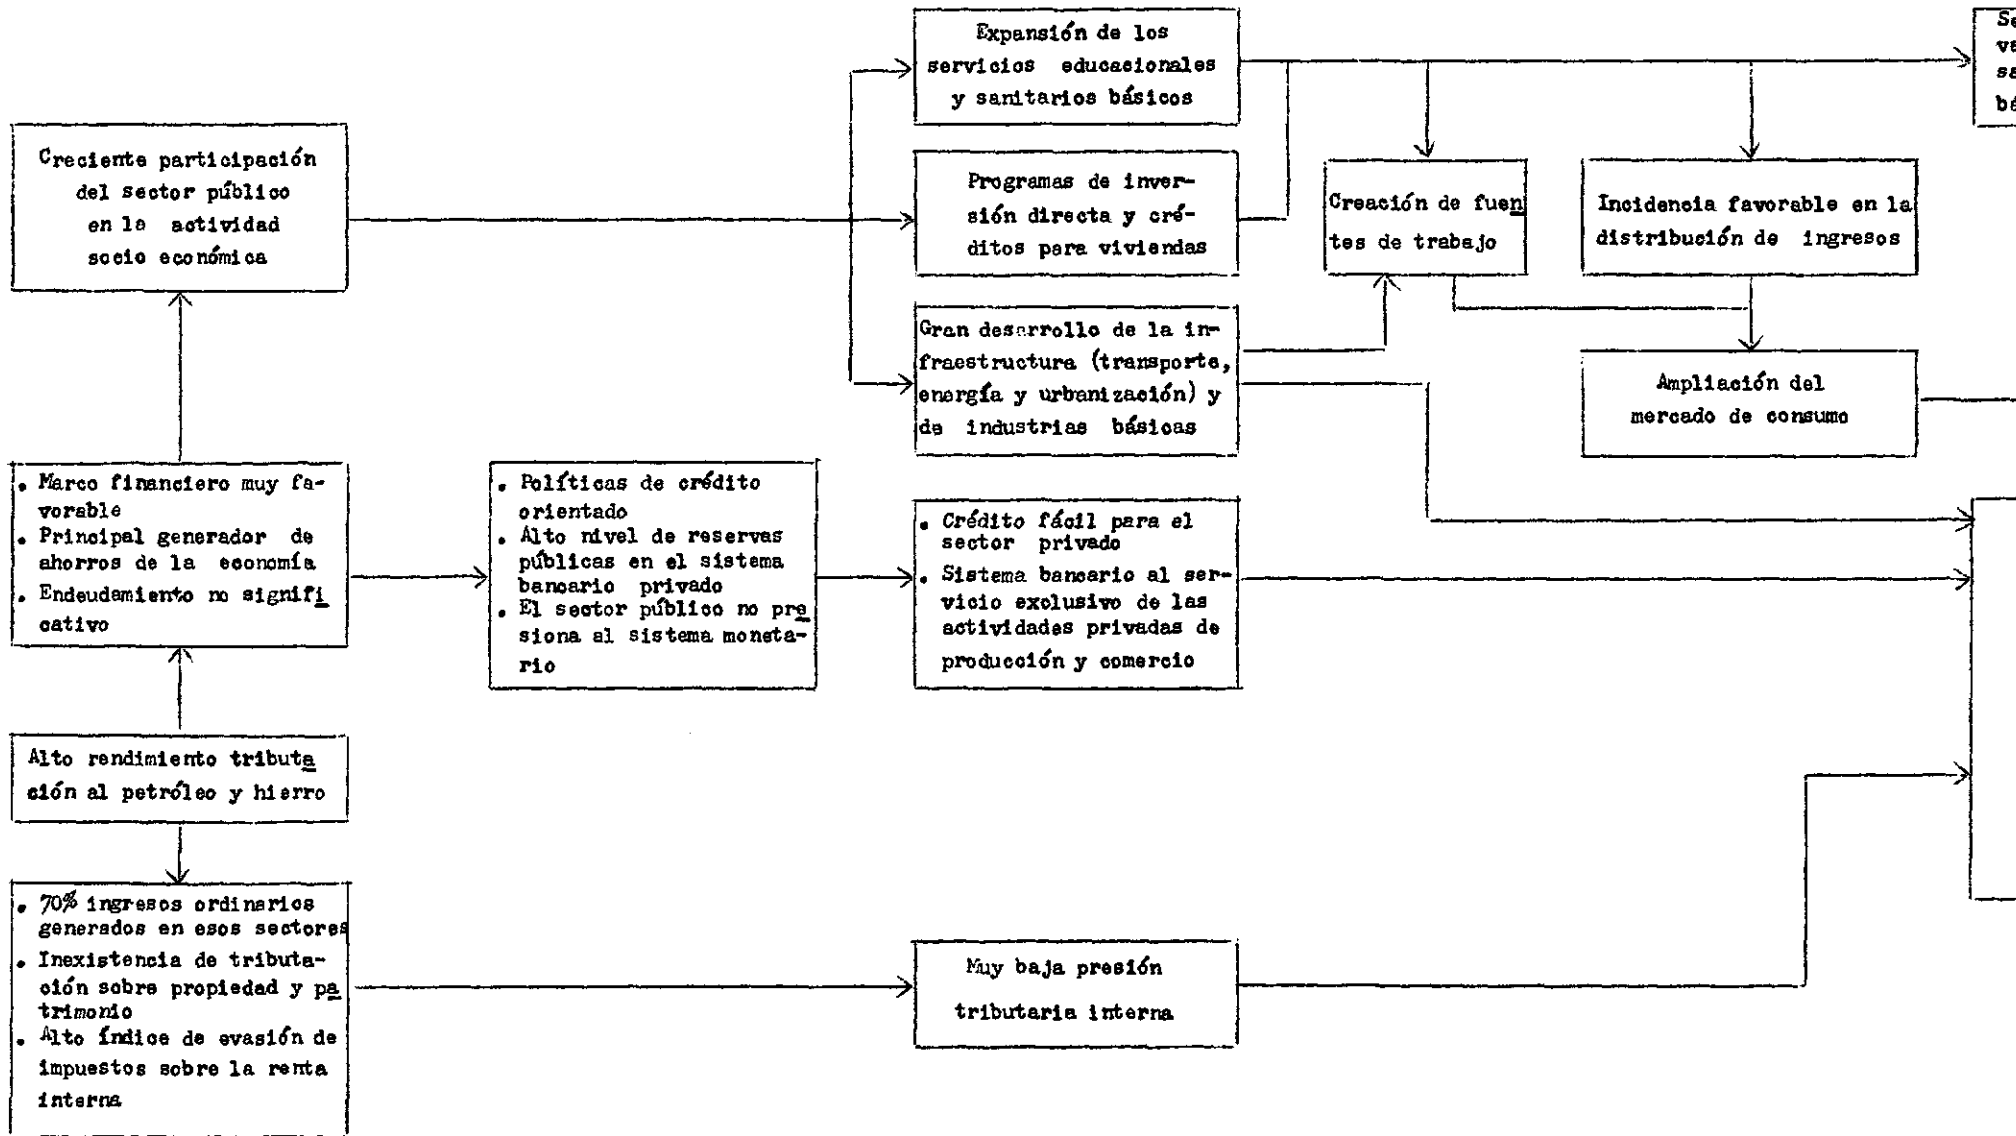 Expansión de los
servicios educacionales
y sanitarios básicos
Creciente participación
del sector público
en la actividad
socio económica
Programas de inver-
sión directa y cré-
ditos para viviendas
Creación de fuen
tes de trabajo
Incidencia favorable en la
distribución de ingresos
Gran desarrollo de la in-
fraestructura (transporte,
energía y urbanización) y
de industrias básicas
Ampliación del
mercado de consumo
• Marco financiero muy fa-
vorable
• Principal generador de
ahorros de la economía
• Endeudamiento no signifi
cativo
• Políticas de crédito
orientado
• Alto nivel de reservas
públicas en el sistema
bancario privado
• El sector público no pre
siona al sistema moneta-
rio
• Crédito fácil para el
sector privado
• Sistema bancario al ser-
vicio exclusivo de las
actividades privadas de
producción y comercio
Alto rendimiento tributa
ción al petróleo y hierro
• 70% ingresos ordinarios
generados en esos sectores
• Inexistencia de tributa-
ción sobre propiedad y pa
trimonio
• Alto índice de evasión de
impuestos sobre la renta
interna
Muy baja presión
tributaria interna